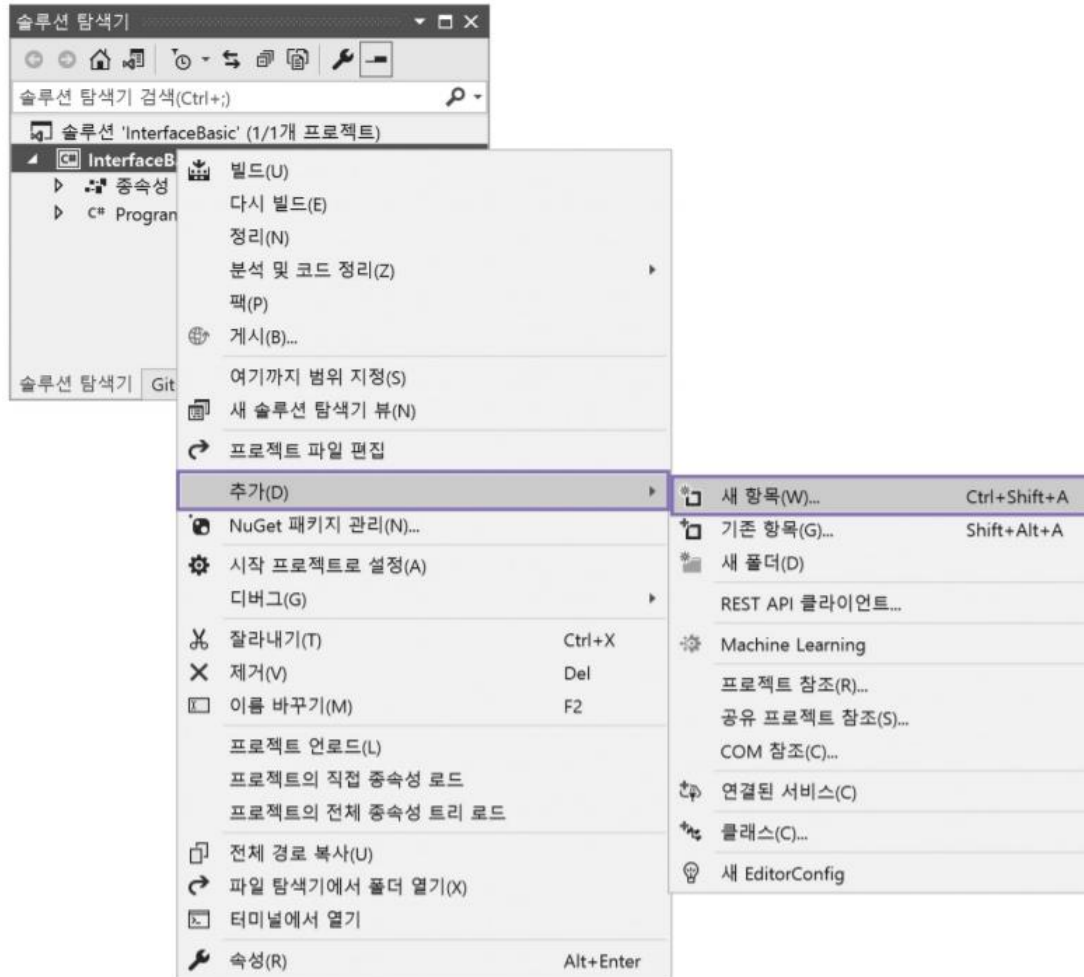 솔루션 탐색기
솔루션 탐색기 검색(Ctrl+;)
솔루션 'InterfaceBasic' (1/1개 프로젝트)
InterfaceB
종속성
C# Program
솔루션 탐색기 Git
빌드(U)
다시 빌드(E)
정리(N)
분석 및 코드 정리(Z)
팩(P)
게시(B)...
여기까지 범위 지정(S)
새 솔루션 탐색기 뷰(N)
프로젝트 파일 편집
추가(D)
NuGet 패키지 관리(N)...
시작 프로젝트로 설정(A)
디버그(G)
잘라내기(T) Ctrl+X
제거(V) Del
이름 바꾸기(M) F2
프로젝트 언로드(L)
프로젝트의 직접 종속성 로드
프로젝트의 전체 종속성 트리 로드
전체 경로 복사(U)
파일 탐색기에서 폴더 열기(X)
터미널에서 열기
속성(R) Alt+Enter
새 항목(W)... Ctrl+Shift+A
기존 항목(G)... Shift+Alt+A
새 폴더(D)
REST API 클라이언트...
Machine Learning
프로젝트 참조(R)...
공유 프로젝트 참조(S)...
COM 참조(C)...
연결된 서비스(C)
클래스(C)...
새 EditorConfig